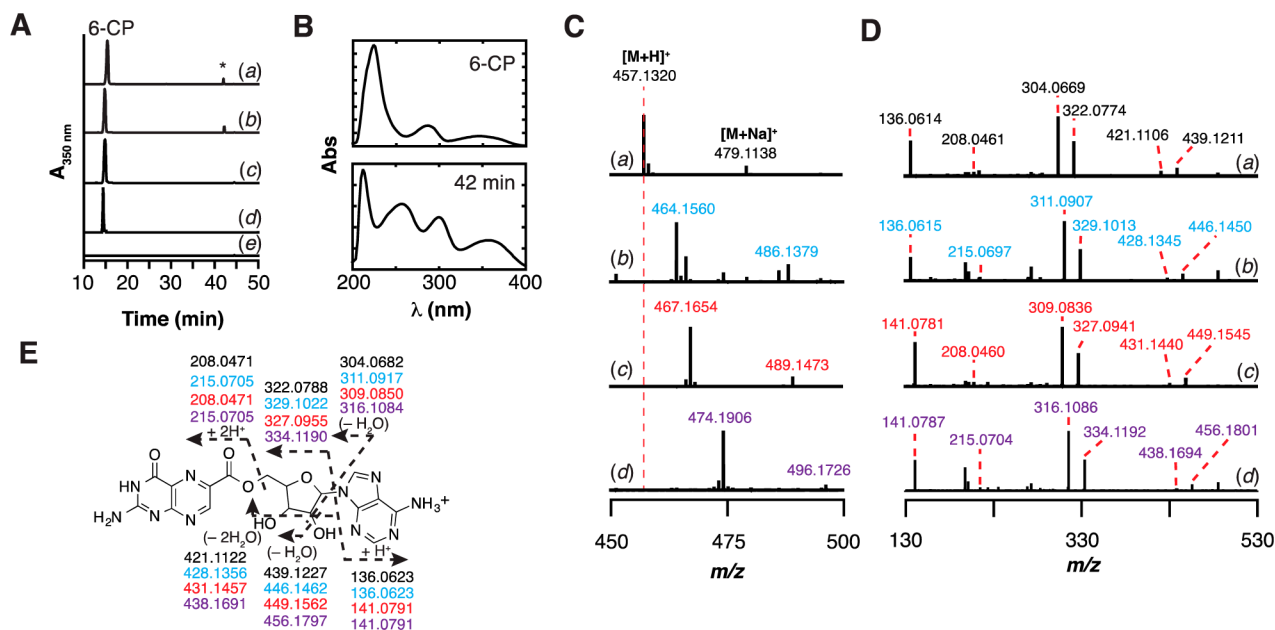 A
6-CP
*
(a)
(b)
(c)
(d)
(e)
A350 nm
10 20 30 40 50
Time (min)
B
6-CP
42 min
Abs
200 300 400
λ (nm)
C
[M+H]+
457.1320
[M+Na]+
479.1138
(a)
464.1560
486.1379
(b)
467.1654
489.1473
(c)
474.1906
496.1726
(d)
450 475 500
m/z
D
304.0669
136.0614
322.0774
208.0461
421.1106
439.1211
(a)
311.0907
136.0615
215.0697
329.1013
428.1345
446.1450
(b)
309.0836
141.0781
208.0460
327.0941
431.1440
449.1545
(c)
316.1086
141.0787
215.0704
334.1192
438.1694
456.1801
(d)
130 330 530
m/z
E
208.0471
215.0705
208.0471
215.0705
+ 2H+
322.0788
329.1022
327.0955
334.1190
304.0682
311.0917
309.0850
316.1084
(– H2O)
O
HN
H2N
N
N
N
O
O
O
HO
OH
N
N
N
N
NH3+
(– 2H2O)
421.1122
428.1356
431.1457
438.1691
(– H2O)
439.1227
446.1462
449.1562
456.1797
+ H+
136.0623
136.0623
141.0791
141.0791